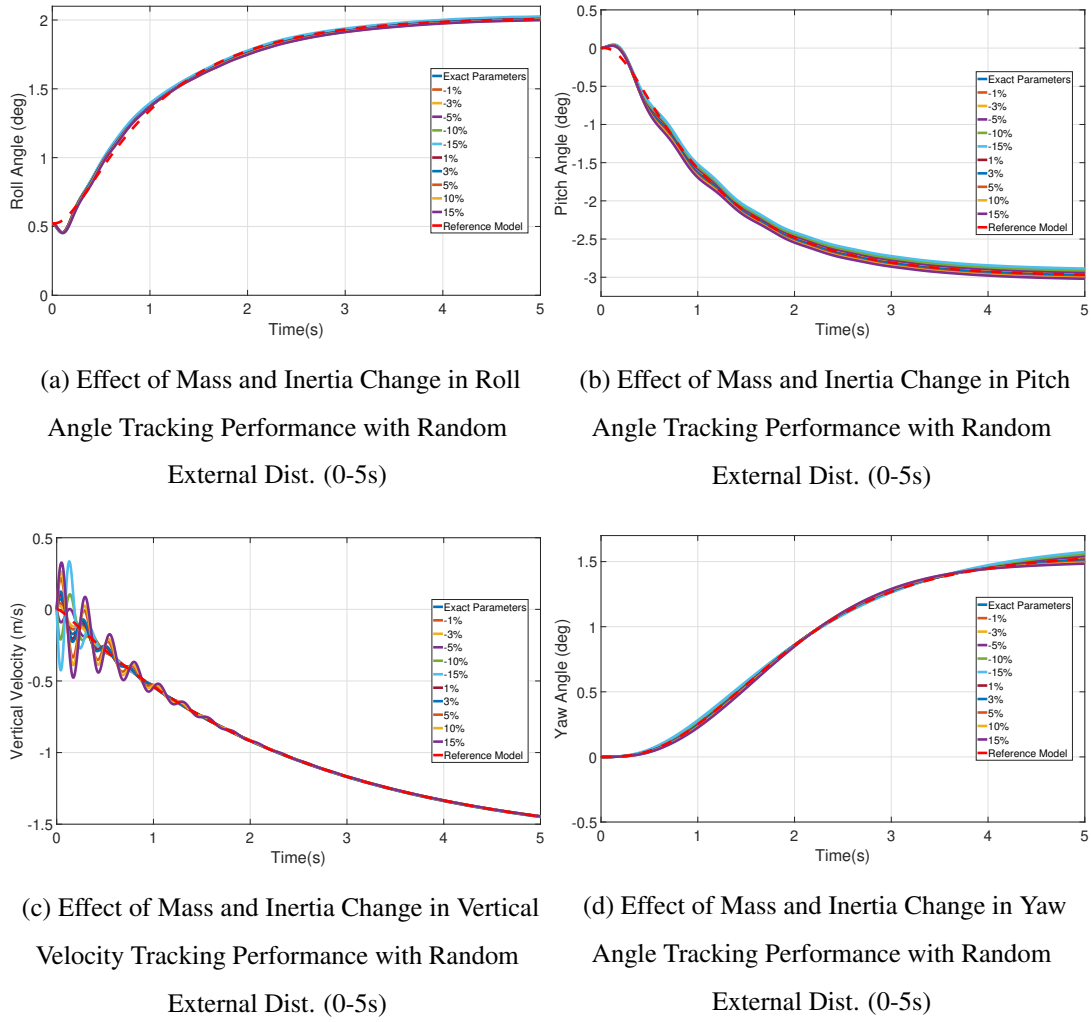 Roll Angle (deg)
2
1.5
1
0.5
0
0 1 2 3 4 5
Time(s)
Exact Parameters
-1%
-3%
-5%
-10%
-15%
1%
3%
5%
10%
15%
Reference Model
(a) Effect of Mass and Inertia Change in Roll
Angle Tracking Performance with Random
External Dist. (0-5s)
Pitch Angle (deg)
0.5
0
-0.5
-1
-1.5
-2
-2.5
-3
0 1 2 3 4 5
Time(s)
Exact Parameters
-1%
-3%
-5%
-10%
-15%
1%
3%
5%
10%
15%
Reference Model
(b) Effect of Mass and Inertia Change in Pitch
Angle Tracking Performance with Random
External Dist. (0-5s)
Vertical Velocity (m/s)
0.5
0
-0.5
-1
-1.5
0 1 2 3 4 5
Time(s)
Exact Parameters
-1%
-3%
-5%
-10%
-15%
1%
3%
5%
10%
15%
Reference Model
(c) Effect of Mass and Inertia Change in Vertical
Velocity Tracking Performance with Random
External Dist. (0-5s)
Yaw Angle (deg)
1.5
1
0.5
0
-0.5
0 1 2 3 4 5
Time(s)
Exact Parameters
-1%
-3%
-5%
-10%
-15%
1%
3%
5%
10%
15%
Reference Model
(d) Effect of Mass and Inertia Change in Yaw
Angle Tracking Performance with Random
External Dist. (0-5s)